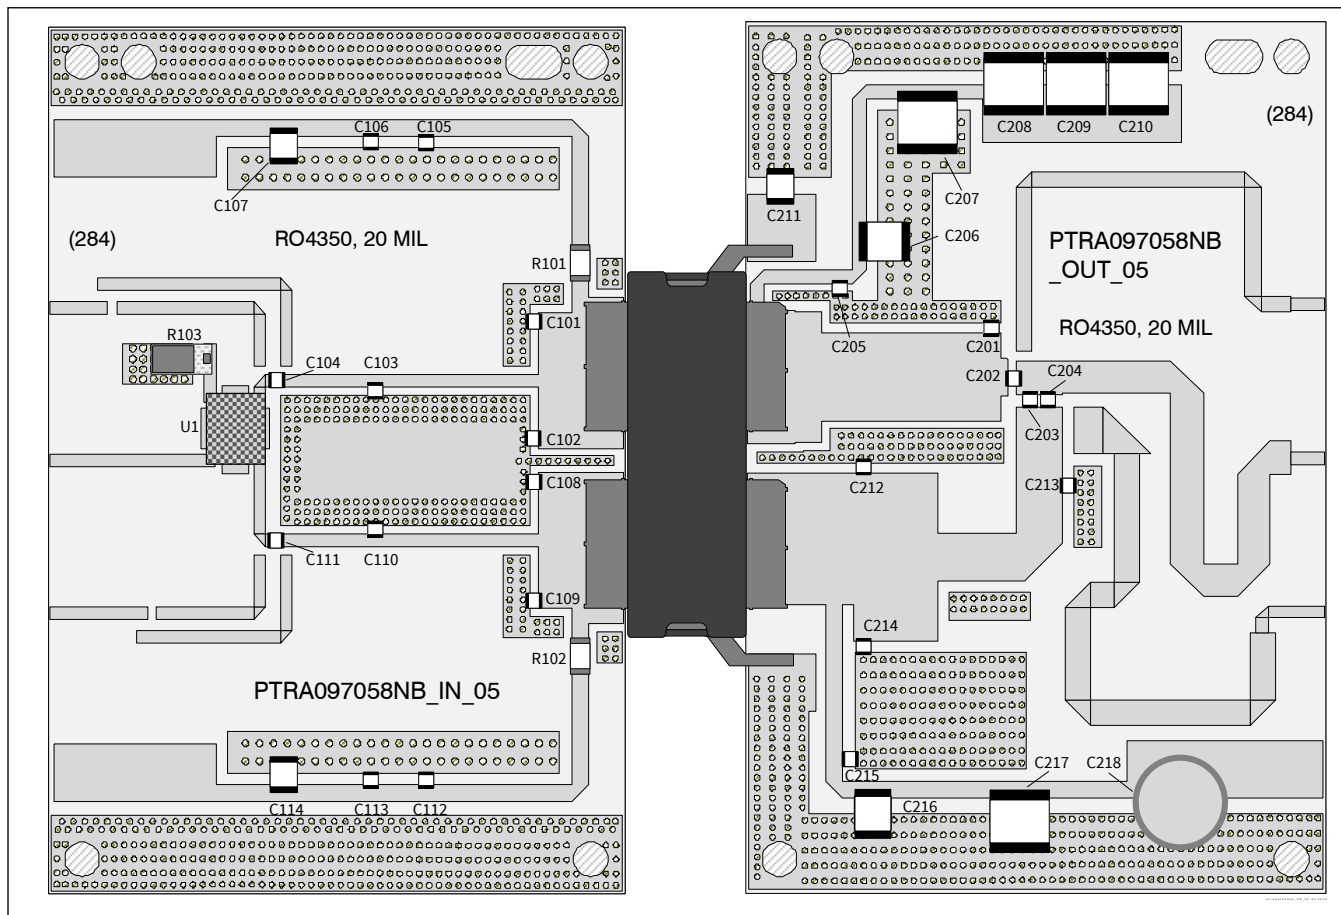 C106
C105
C107
(284)
RO4350, 20 MIL
R101
R103
C104
C103
C101
U1
C102
C108
C111
C110
C109
R102
PTRA097058NB_IN_05
C114
C113
C112
C208
C209
C210
(284)
C207
C211
C206
PTRA097058NB
_OUT_05
RO4350, 20 MIL
C205
C201
C202
C204
C203
C212
C213
C214
C215
C217
C218
C216